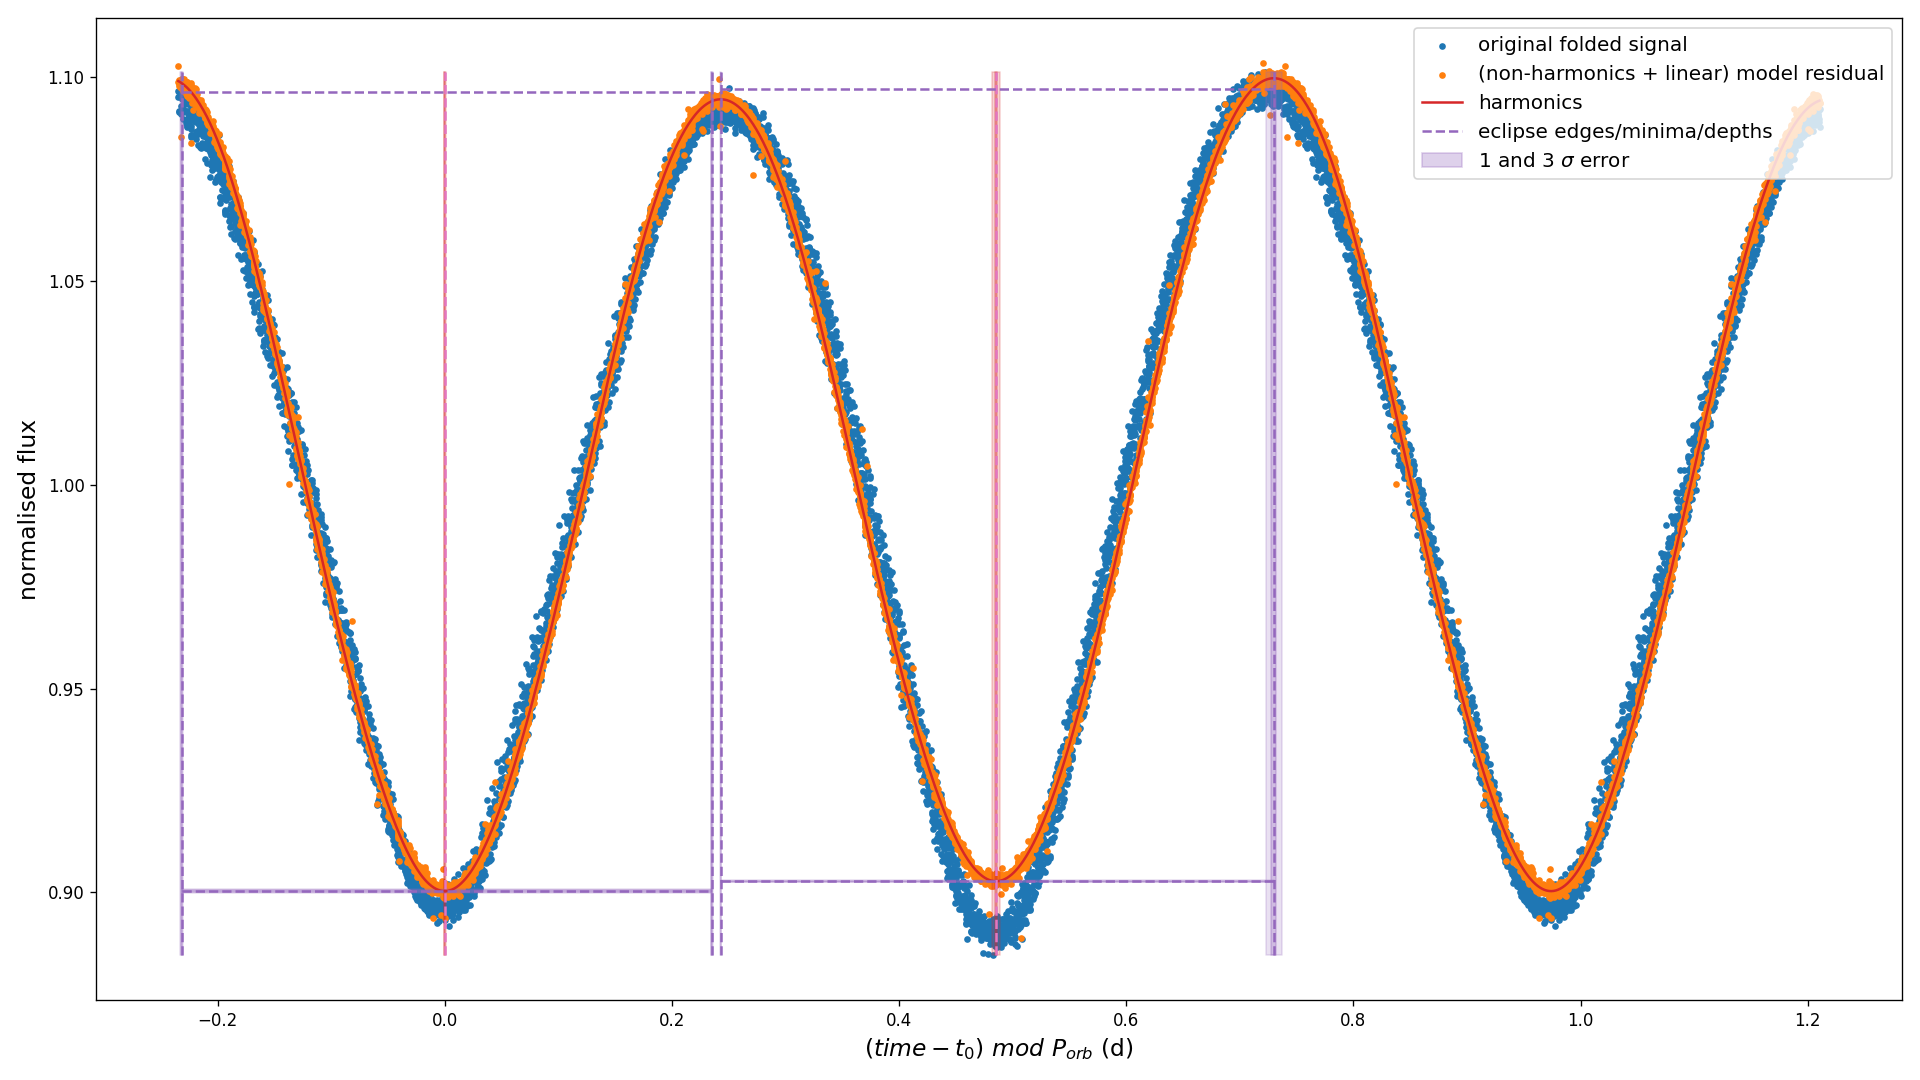 original folded signal
(non-harmonics + linear) model residual
harmonics
eclipse edges/minima/depths
1 and 3 σ error
normalised flux
1.10
1.05
1.00
0.95
0.90
−0.2 0.0 0.2 0.4 0.6 0.8 1.0 1.2
(time − t₀) mod P_orb (d)